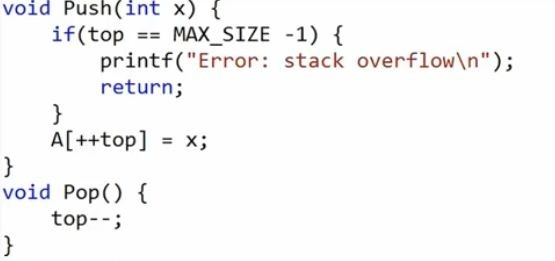 void Push(int x) {
    if(top == MAX_SIZE -1) {
        printf("Error: stack overflow\n");
        return;
    }
    A[++top] = x;
}
void Pop() {
    top--;
}